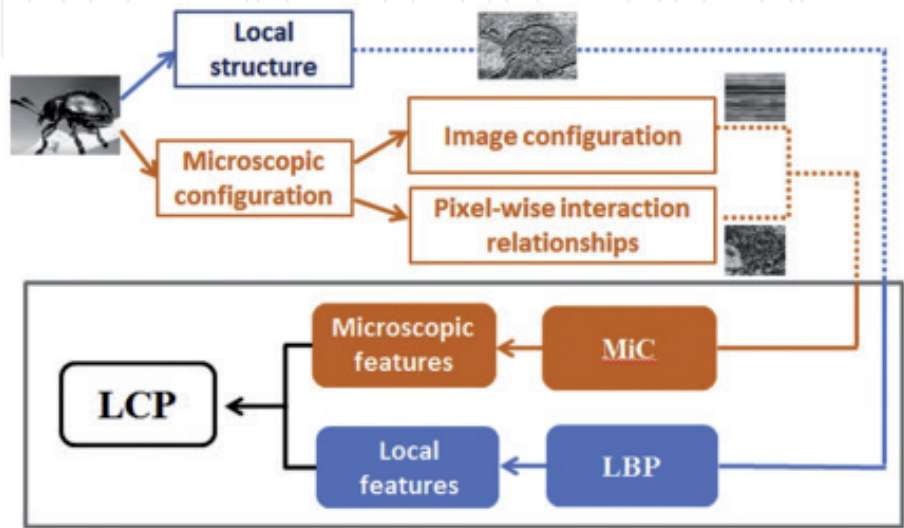 Local
structure
Image configuration
Microscopic
configuration
Pixel-wise interaction
relationships
Microscopic
features
MiC
LCP
Local
features
LBP